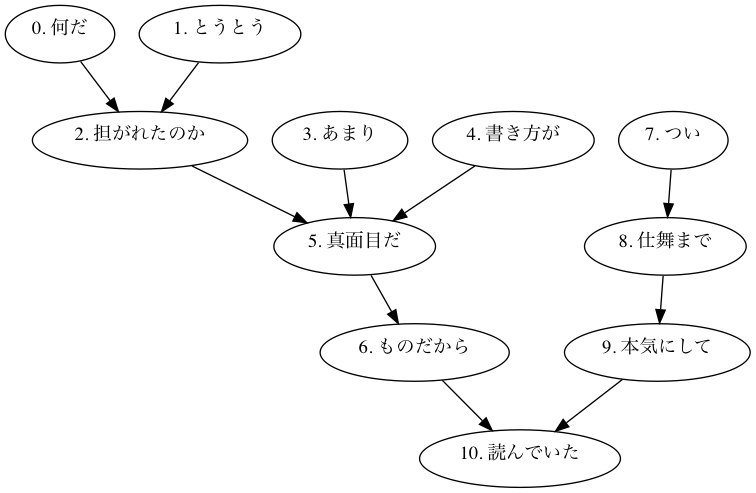 0. 何だ
1. とうとう
2. 担がれたのか
3. あまり
4. 書き方が
7. つい
5. 真面目だ
8. 仕舞まで
6. ものだから
9. 本気にして
10. 読んでいた